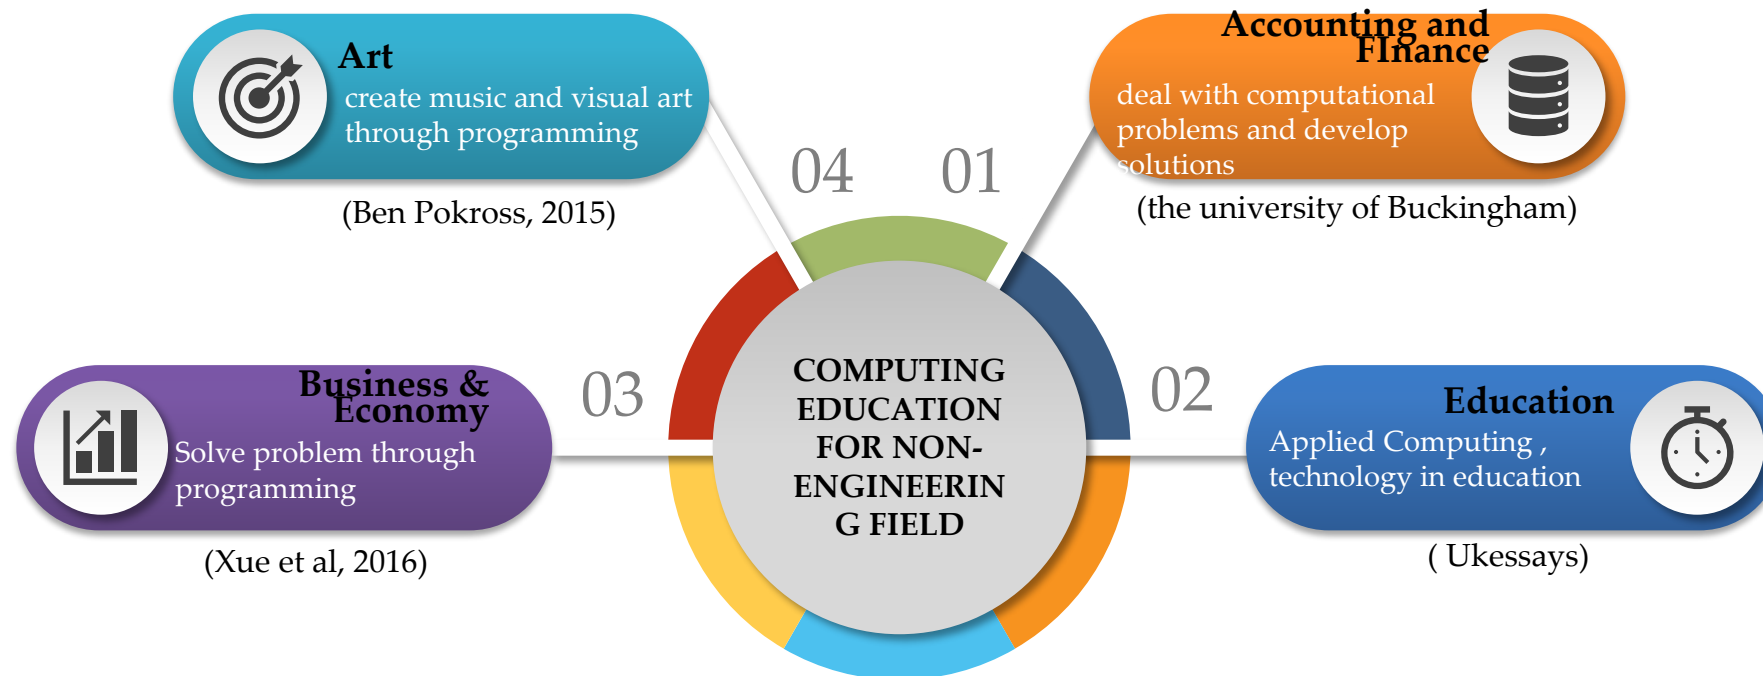 Art
create music and visual art
through programming
(Ben Pokross, 2015)
04
01
Accounting and
FInance
deal with computational
problems and develop
solutions
(the university of Buckingham)
03
Business &
Economy
Solve problem through
programming
(Xue et al, 2016)
COMPUTING
EDUCATION
FOR NON-
ENGINEERIN
G FIELD
02
Education
Applied Computing ,
technology in education
( Ukessays)